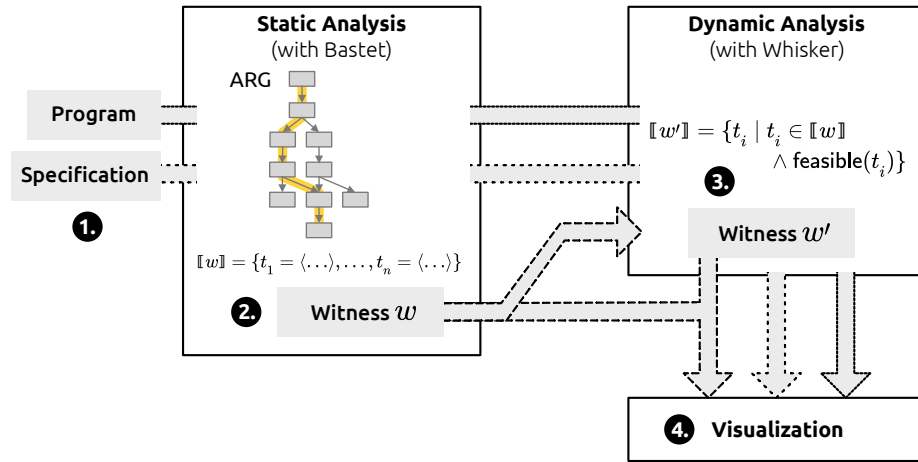 Static Analysis
(with Bastet)
ARG
Program
Specification
1.
⟦w⟧ = {t_1 = ⟨...⟩,...,t_n = ⟨...⟩}
2.
Witness w
Dynamic Analysis
(with Whisker)
⟦w′⟧ = {t_i | t_i ∈ ⟦w⟧
∧ feasible(t_i)}
3.
Witness w′
4.
Visualization